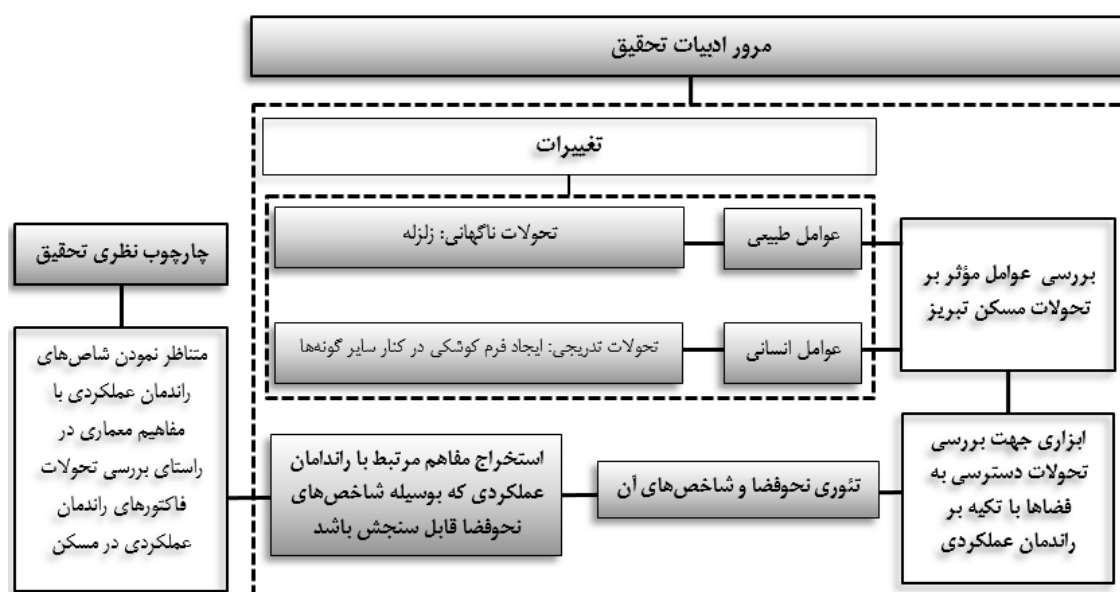 مرور ادبیات تحقیق
تغییرات
بررسی عوامل مؤثر بر
تحولات مسکن تبریز
عوامل طبیعی
تحولات ناگهانی: زلزله
عوامل انسانی
تحولات تدریجی: ایجاد فرم کوشکی در کنار سایر گونه‌ها
ابزاری جهت بررسی
تحولات دسترسی به
فضاها با تکیه بر
راندمان عملکردی
تئوری نحوفضا و شاخص‌های آن
استخراج مفاهم مرتبط با راندامان
عملکردی که بوسیله شاخص‌های
نحوفضا قابل سنجش باشد
چارچوب نظری تحقیق
متناظر نمودن شاص‌های
راندمان عملکردی با
مفاهیم معماری در
راستای بررسی تحولات
فاکتورهای راندمان
عملکردی در مسکن